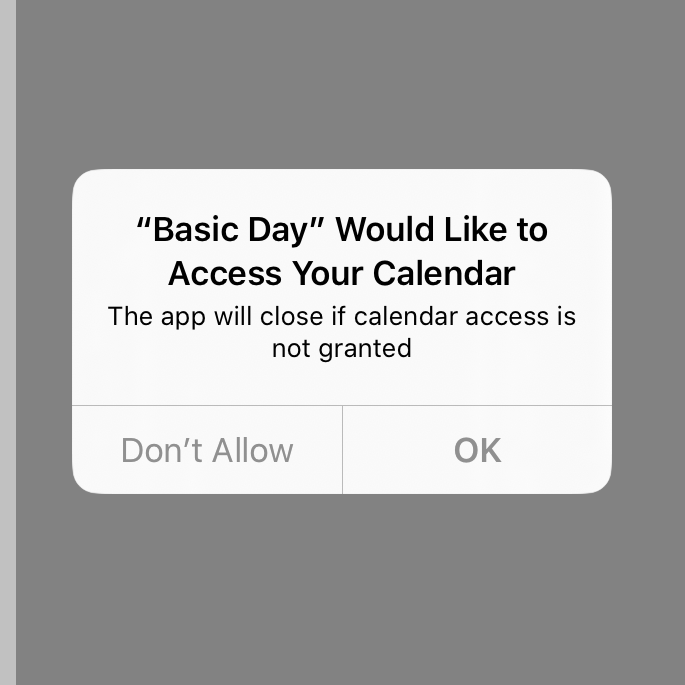 “Basic Day” Would Like to
Access Your Calendar
The app will close if calendar access is
not granted
Don’t Allow
OK